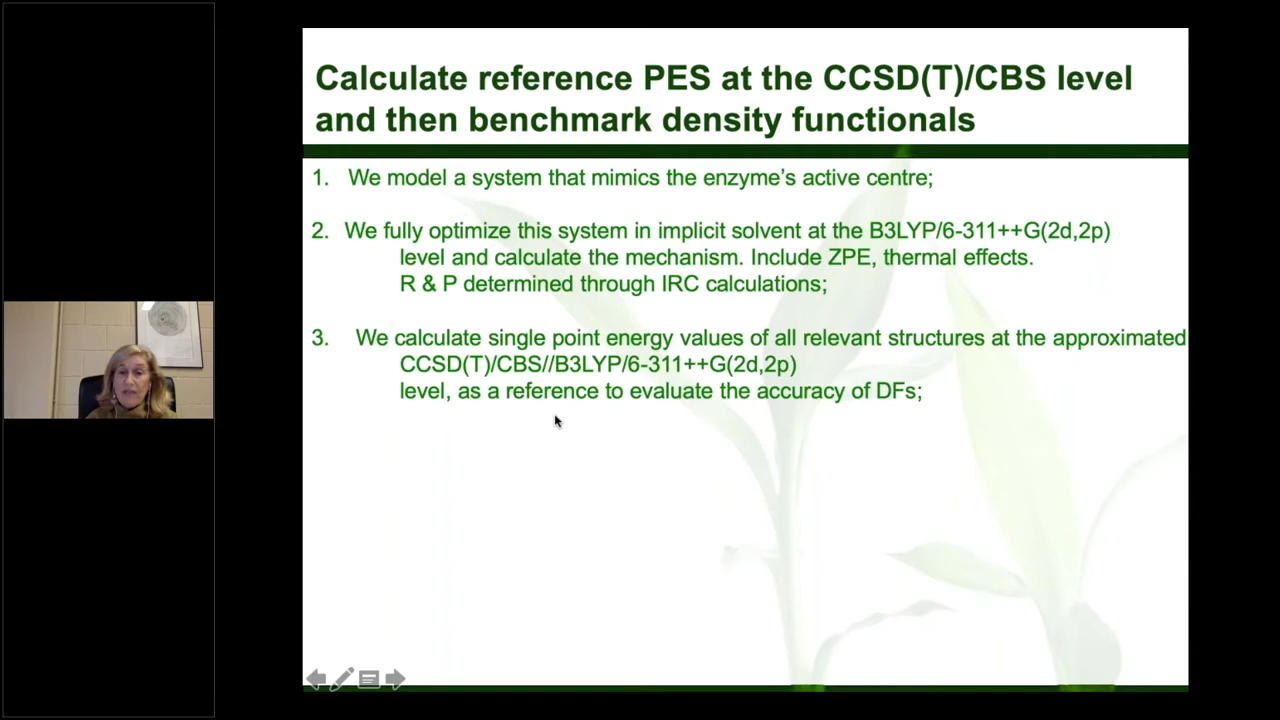 Calculate reference PES at the CCSD(T)/CBS level
and then benchmark density functionals
1. We model a system that mimics the enzyme’s active centre;
2. We fully optimize this system in implicit solvent at the B3LYP/6-311++G(2d,2p)
level and calculate the mechanism. Include ZPE, thermal effects.
R & P determined through IRC calculations;
3. We calculate single point energy values of all relevant structures at the approximated
CCSD(T)/CBS//B3LYP/6-311++G(2d,2p)
level, as a reference to evaluate the accuracy of DFs;